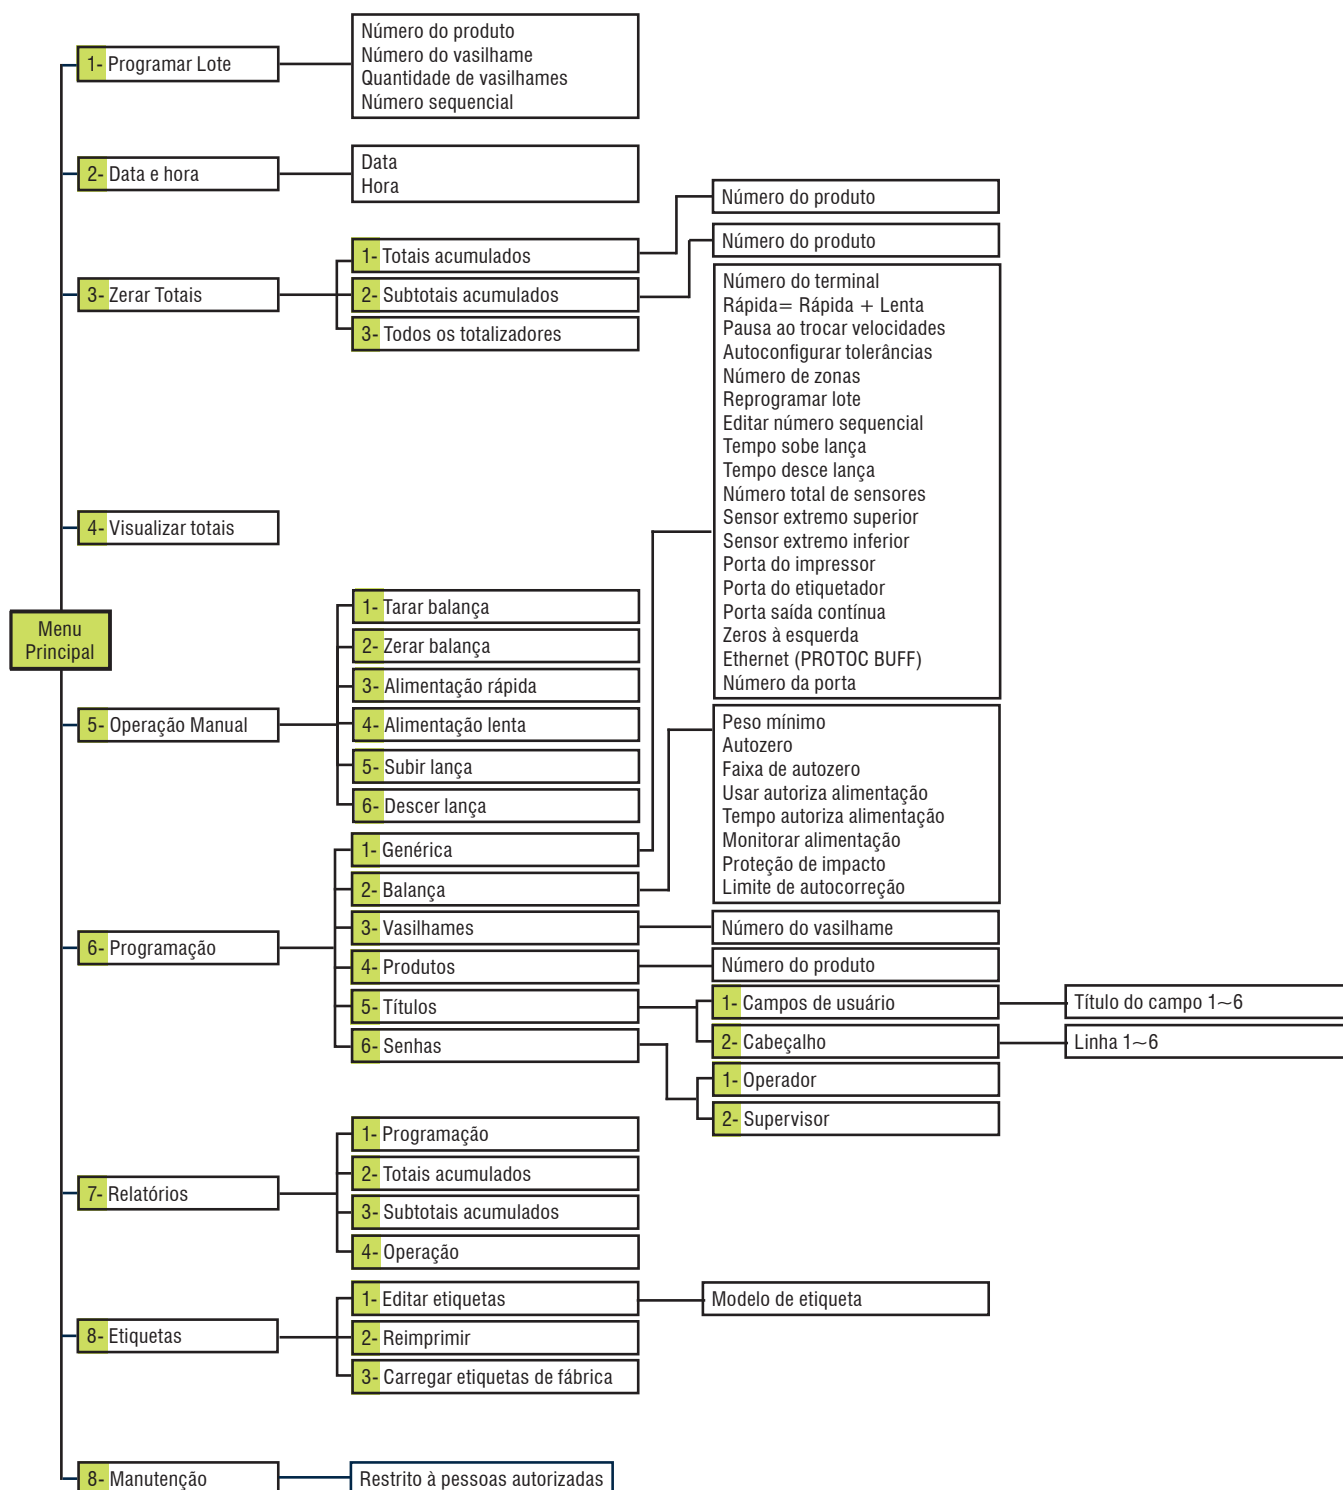 Menu
Principal
1- Programar Lote
Número do produto
Número do vasilhame
Quantidade de vasilhames
Número sequencial
2- Data e hora
Data
Hora
3- Zerar Totais
1- Totais acumulados
Número do produto
2- Subtotais acumulados
Número do produto
3- Todos os totalizadores
4- Visualizar totais
5- Operação Manual
1- Tarar balança
2- Zerar balança
3- Alimentação rápida
4- Alimentação lenta
5- Subir lança
6- Descer lança
6- Programação
1- Genérica
Número do terminal
Rápida= Rápida + Lenta
Pausa ao trocar velocidades
Autoconfigurar tolerâncias
Número de zonas
Reprogramar lote
Editar número sequencial
Tempo sobe lança
Tempo desce lança
Número total de sensores
Sensor extremo superior
Sensor extremo inferior
Porta do impressor
Porta do etiquetador
Porta saída contínua
Zeros à esquerda
Ethernet (PROTOC BUFF)
Número da porta
2- Balança
Peso mínimo
Autozero
Faixa de autozero
Usar autoriza alimentação
Tempo autoriza alimentação
Monitorar alimentação
Proteção de impacto
Limite de autocorreção
3- Vasilhames
Número do vasilhame
4- Produtos
Número do produto
5- Títulos
1- Campos de usuário
Título do campo 1~6
2- Cabeçalho
Linha 1~6
6- Senhas
1- Operador
2- Supervisor
7- Relatórios
1- Programação
2- Totais acumulados
3- Subtotais acumulados
4- Operação
8- Etiquetas
1- Editar etiquetas
Modelo de etiqueta
2- Reimprimir
3- Carregar etiquetas de fábrica
8- Manutenção
Restrito à pessoas autorizadas